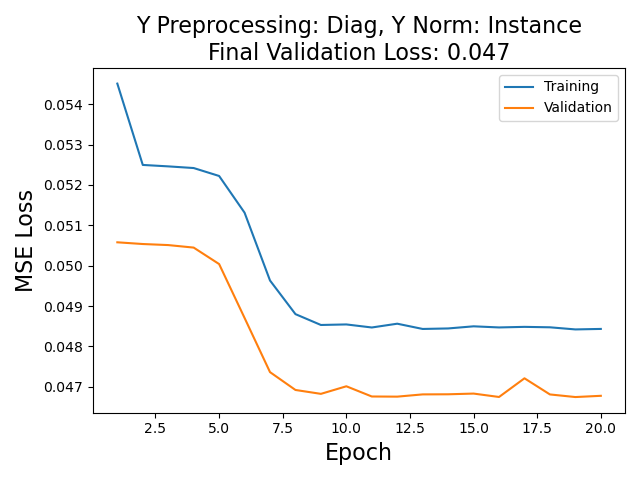 Y Preprocessing: Diag, Y Norm: Instance
Final Validation Loss: 0.047
Training
Validation
0.054
0.053
0.052
0.051
0.050
0.049
0.048
0.047
MSE Loss
2.5
5.0
7.5
10.0
12.5
15.0
17.5
20.0
Epoch